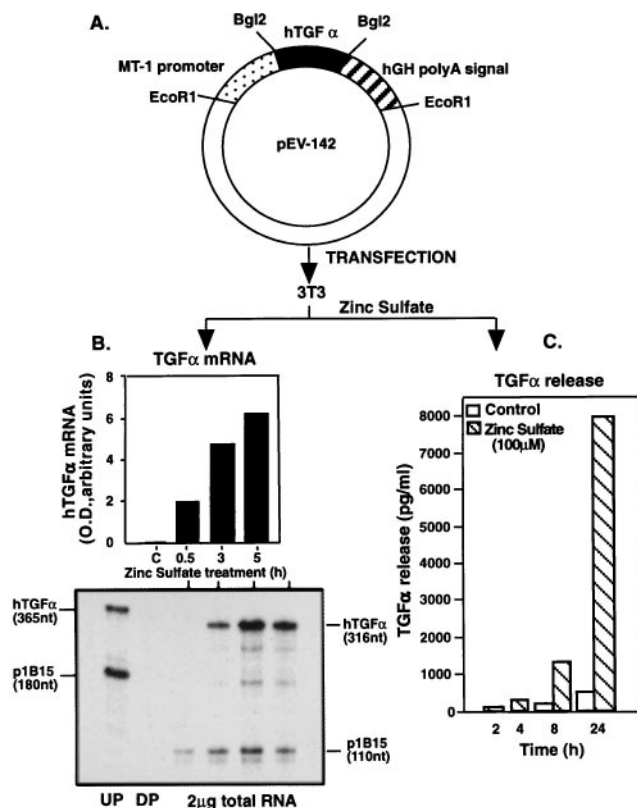 A.
Bgl2
hTGF α
Bgl2
MT-1 promoter
hGH polyA signal
EcoR1
EcoR1
pEV-142
TRANSFECTION
3T3
Zinc Sulfate
B.
TGFα mRNA
hTGFα mRNA
(O.D.,arbitrary units)
8
6
4
2
0
C 0.5 3 5
Zinc Sulfate treatment (h)
hTGFα
(365nt)
p1B15
(180nt)
hTGFα
(316nt)
p1B15
(110nt)
UP DP 2μg total RNA
C.
TGFα release
Control
Zinc Sulfate
(100μM)
TGFα release (pg/ml)
8000
7000
6000
5000
4000
3000
2000
1000
0
2 4 8 24
Time (h)